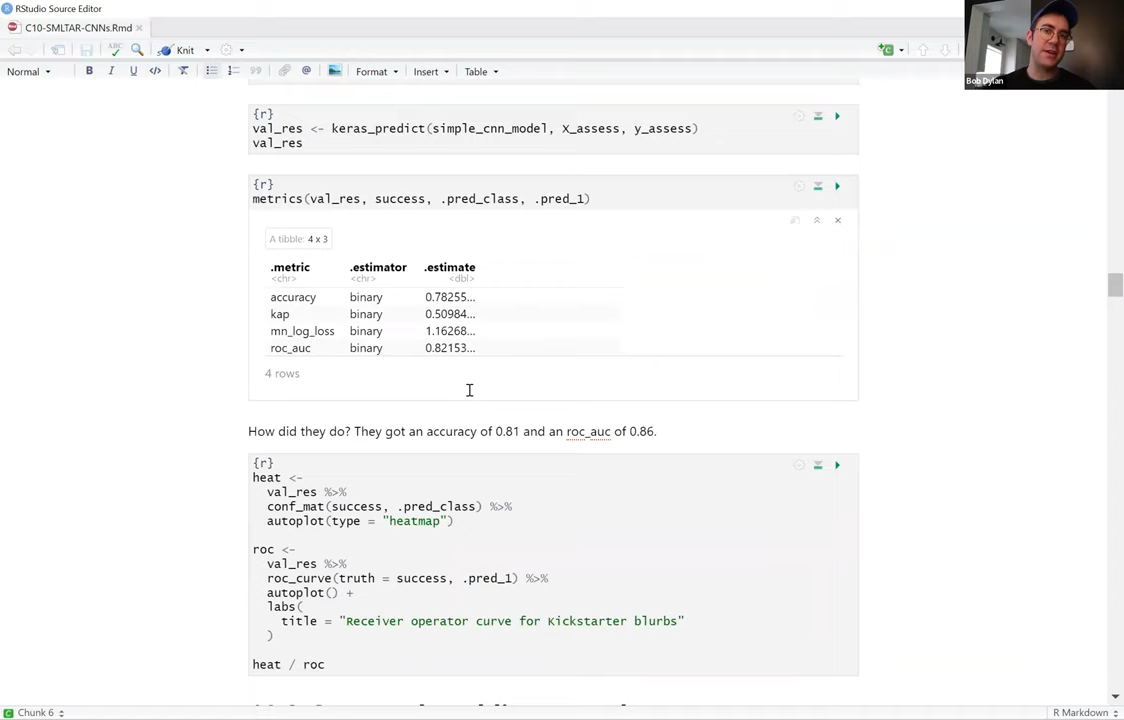 RStudio Source Editor
C10-SMLTAR-CNNs.Rmd
ABC Knit
Normal B I U Format Insert Table
Bob Dylan
{r}
val_res <- keras_predict(simple_cnn_model, X_assess, y_assess)
val_res
{r}
metrics(val_res, success, .pred_class, .pred_1)
A tibble: 4 x 3
.metric .estimator .estimate
<chr> <chr> <dbl>
accuracy binary 0.78255...
kap binary 0.50984...
mn_log_loss binary 1.16268...
roc_auc binary 0.82153...
4 rows
How did they do? They got an accuracy of 0.81 and an roc_auc of 0.86.
{r}
heat <-
val_res %>%
conf_mat(success, .pred_class) %>%
autoplot(type = "heatmap")
roc <-
val_res %>%
roc_curve(truth = success, .pred_1) %>%
autoplot() +
labs(
title = "Receiver operator curve for Kickstarter blurbs"
)
heat / roc
Chunk 6 R Markdown